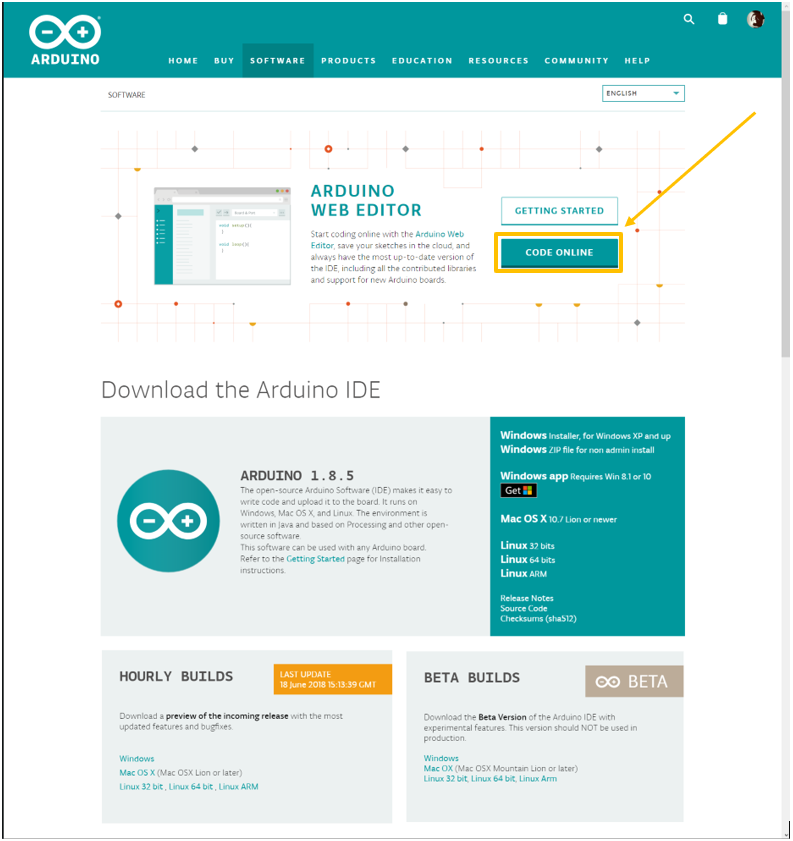 ARDUINO
HOME BUY SOFTWARE PRODUCTS EDUCATION RESOURCES COMMUNITY HELP
SOFTWARE
ENGLISH
void setup(){
}
void loop(){
}
ARDUINO
WEB EDITOR
Start coding online with the Arduino Web
Editor, save your sketches in the cloud, and
always have the most up-to-date version of
the IDE, including all the contributed libraries
and support for new Arduino boards.
GETTING STARTED
CODE ONLINE
Download the Arduino IDE
ARDUINO 1.8.5
The open-source Arduino Software (IDE) makes it easy to
write code and upload it to the board. It runs on
Windows, Mac OS X, and Linux. The environment is
written in Java and based on Processing and other open-
source software.
This software can be used with any Arduino board.
Refer to the Getting Started page for Installation
instructions.
Windows Installer, for Windows XP and up
Windows ZIP file for non admin install
Windows app Requires Win 8.1 or 10
Get
Mac OS X 10.7 Lion or newer
Linux 32 bits
Linux 64 bits
Linux ARM
Release Notes
Source Code
Checksums (sha512)
HOURLY BUILDS
LAST UPDATE
18 June 2018 15:13:39 GMT
Download a preview of the incoming release with the most
updated features and bugfixes.
Windows
Mac OS X (Mac OSX Lion or later)
Linux 32 bit , Linux 64 bit , Linux ARM
BETA BUILDS
BETA
Download the Beta Version of the Arduino IDE with
experimental features. This version should NOT be used in
production.
Windows
Mac OX (Mac OSX Mountain Lion or later)
Linux 32 bit, Linux 64 bit, Linux Arm